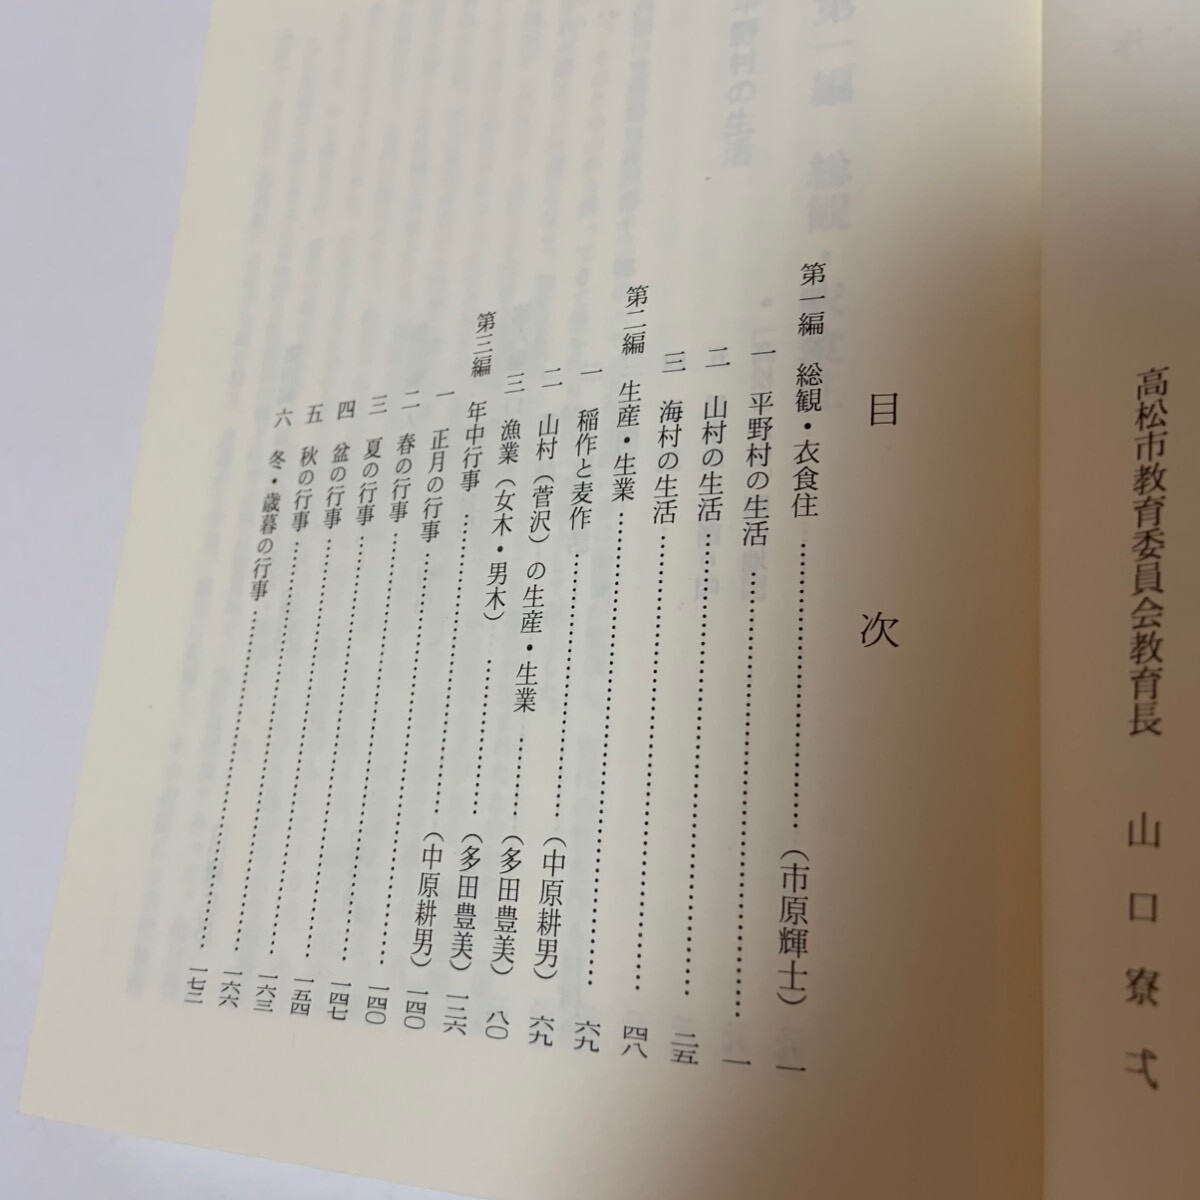 高松市教育委員会教育長 山口寮
目次
第一編 総観・衣食住……(市原輝士) 一
一 平野村の生活…… 一
二 山村の生活…… 二五
三 海村の生活…… 四八
第二編 生産・生業…… 六九
一 稲作と麦作……(中原耕男) 六九
二 山村(菅沢)の生産・生業……(多田豊美) 八〇
三 漁業(女木・男木)……(多田豊美) 一二六
第三編 年中行事……(中原耕男) 一四〇
一 正月の行事…… 一四〇
二 春の行事…… 一四七
三 夏の行事…… 一五四
四 盆の行事…… 一六三
五 秋の行事…… 一六六
六 冬・歳暮の行事…… 一七二